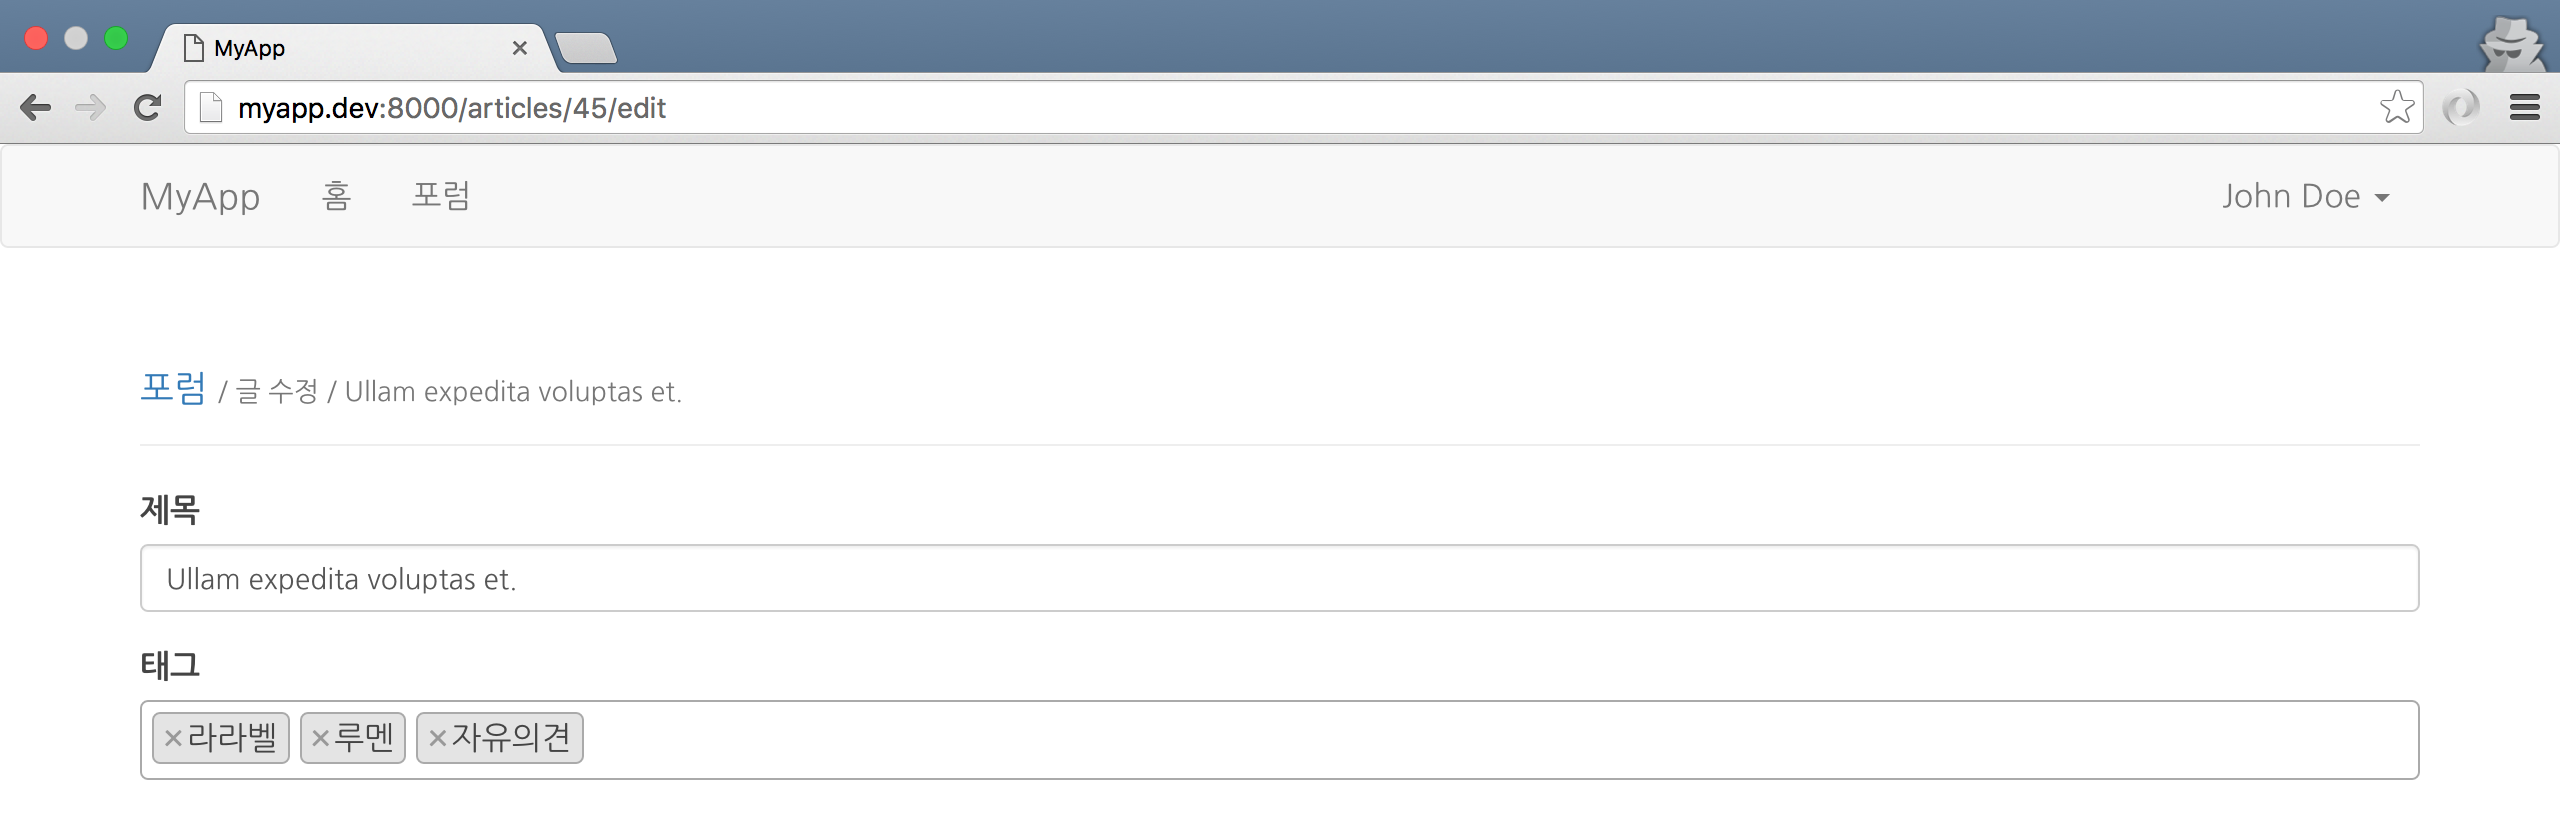 MyApp
myapp.dev:8000/articles/45/edit
MyApp 홈 포럼 John Doe
포럼 / 글 수정 / Ullam expedita voluptas et.
제목
Ullam expedita voluptas et.
태그
×라라벨 ×루멘 ×자유의견